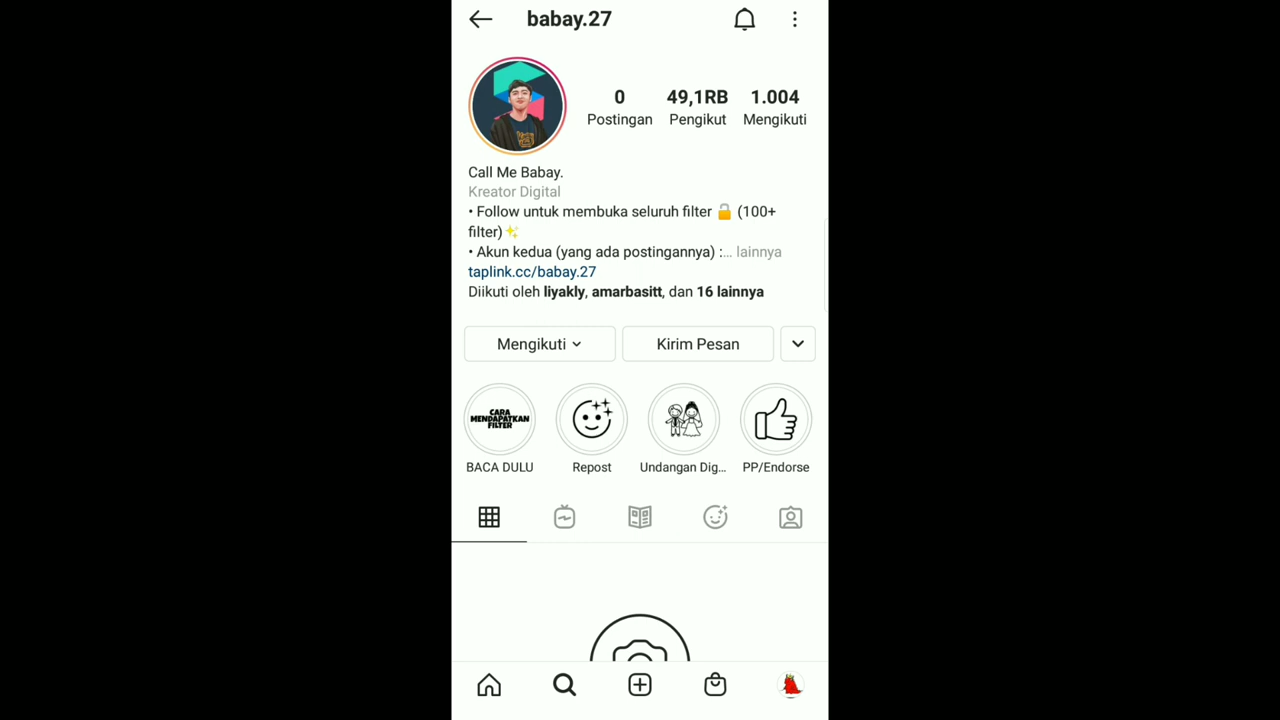 babay.27
0 49,1RB 1.004
Postingan Pengikut Mengikuti
Call Me Babay.
Kreator Digital
• Follow untuk membuka seluruh filter 🔓 (100+
filter)✨
• Akun kedua (yang ada postingannya) :... lainnya
taplink.cc/babay.27
Diikuti oleh liyakly, amarbasitt, dan 16 lainnya
Mengikuti Kirim Pesan
CARA
MENDAPATKAN
FILTER
BACA DULU Repost Undangan Dig... PP/Endorse